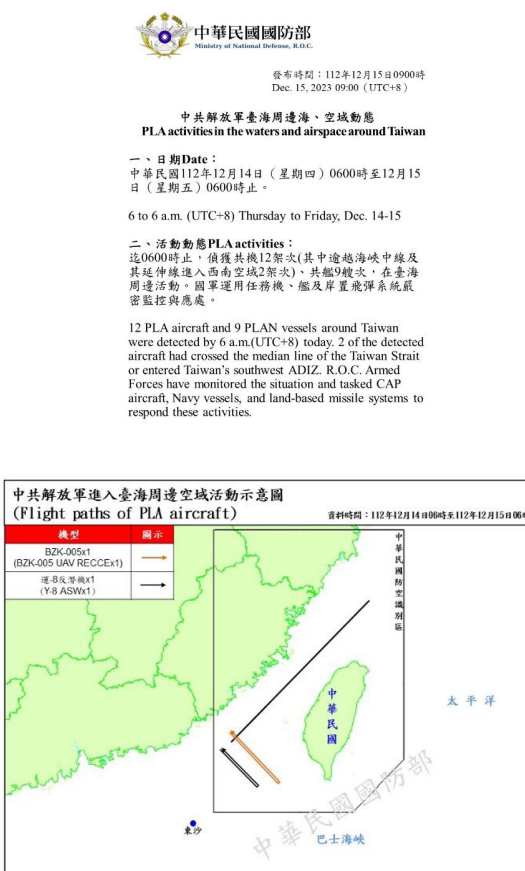 中華民國國防部
Ministry of National Defense, R.O.C.
發布時間：112年12月15日0900時
Dec. 15, 2023 09:00（UTC+8）
中共解放軍臺海周邊海、空域動態
PLA activities in the waters and airspace around Taiwan
一、日期Date：
中華民國112年12月14日（星期四）0600時至12月15
日（星期五）0600時止。
6 to 6 a.m. (UTC+8) Thursday to Friday, Dec. 14-15
二、活動動態PLA activities：
迄0600時止，偵獲共機12架次(其中逾越海峽中線及
其延伸線進入西南空域2架次)、共艦9艘次，在臺海
周邊活動。國軍運用任務機、艦及岸置飛彈系統嚴
密監控與應處。
12 PLA aircraft and 9 PLAN vessels around Taiwan
were detected by 6 a.m.(UTC+8) today. 2 of the detected
aircraft had crossed the median line of the Taiwan Strait
or entered Taiwan's southwest ADIZ. R.O.C. Armed
Forces have monitored the situation and tasked CAP
aircraft, Navy vessels, and land-based missile systems to
respond these activities.
中共解放軍進入臺海周邊空域活動示意圖
(Flight paths of PLA aircraft)
資料時間：112年12月14日06時至112年12月15日06時
機型 圖示
BZK-005x1
(BZK-005 UAV RECCEx1)
運-8反潛機x1
(Y-8 ASWx1)
中華民國防空識別區
中華民國
太平洋
東沙
巴士海峽
中華民國國防部